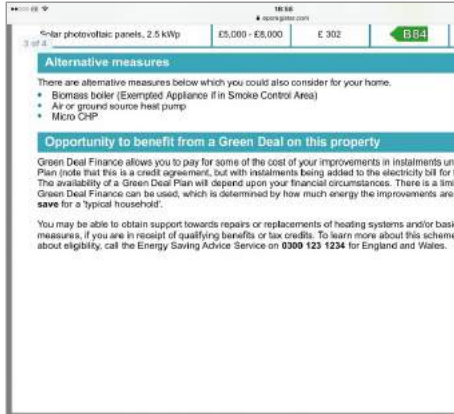 18:58
epcregister.com
Solar photovoltaic panels, 2.5 kWp £5,000 - £8,000 £ 302 B84
3 of 4
Alternative measures
There are alternative measures below which you could also consider for your home.
• Biomass boiler (Exempted Appliance if in Smoke Control Area)
• Air or ground source heat pump
• Micro CHP
Opportunity to benefit from a Green Deal on this property
Green Deal Finance allows you to pay for some of the cost of your improvements in instalments un
Plan (note that this is a credit agreement, but with instalments being added to the electricity bill for
The availability of a Green Deal Plan will depend upon your financial circumstances. There is a limi
Green Deal Finance can be used, which is determined by how much energy the improvements are
save for a 'typical household'.
You may be able to obtain support towards repairs or replacements of heating systems and/or basi
measures, if you are in receipt of qualifying benefits or tax credits. To learn more about this scheme
about eligibility, call the Energy Saving Advice Service on 0300 123 1234 for England and Wales.